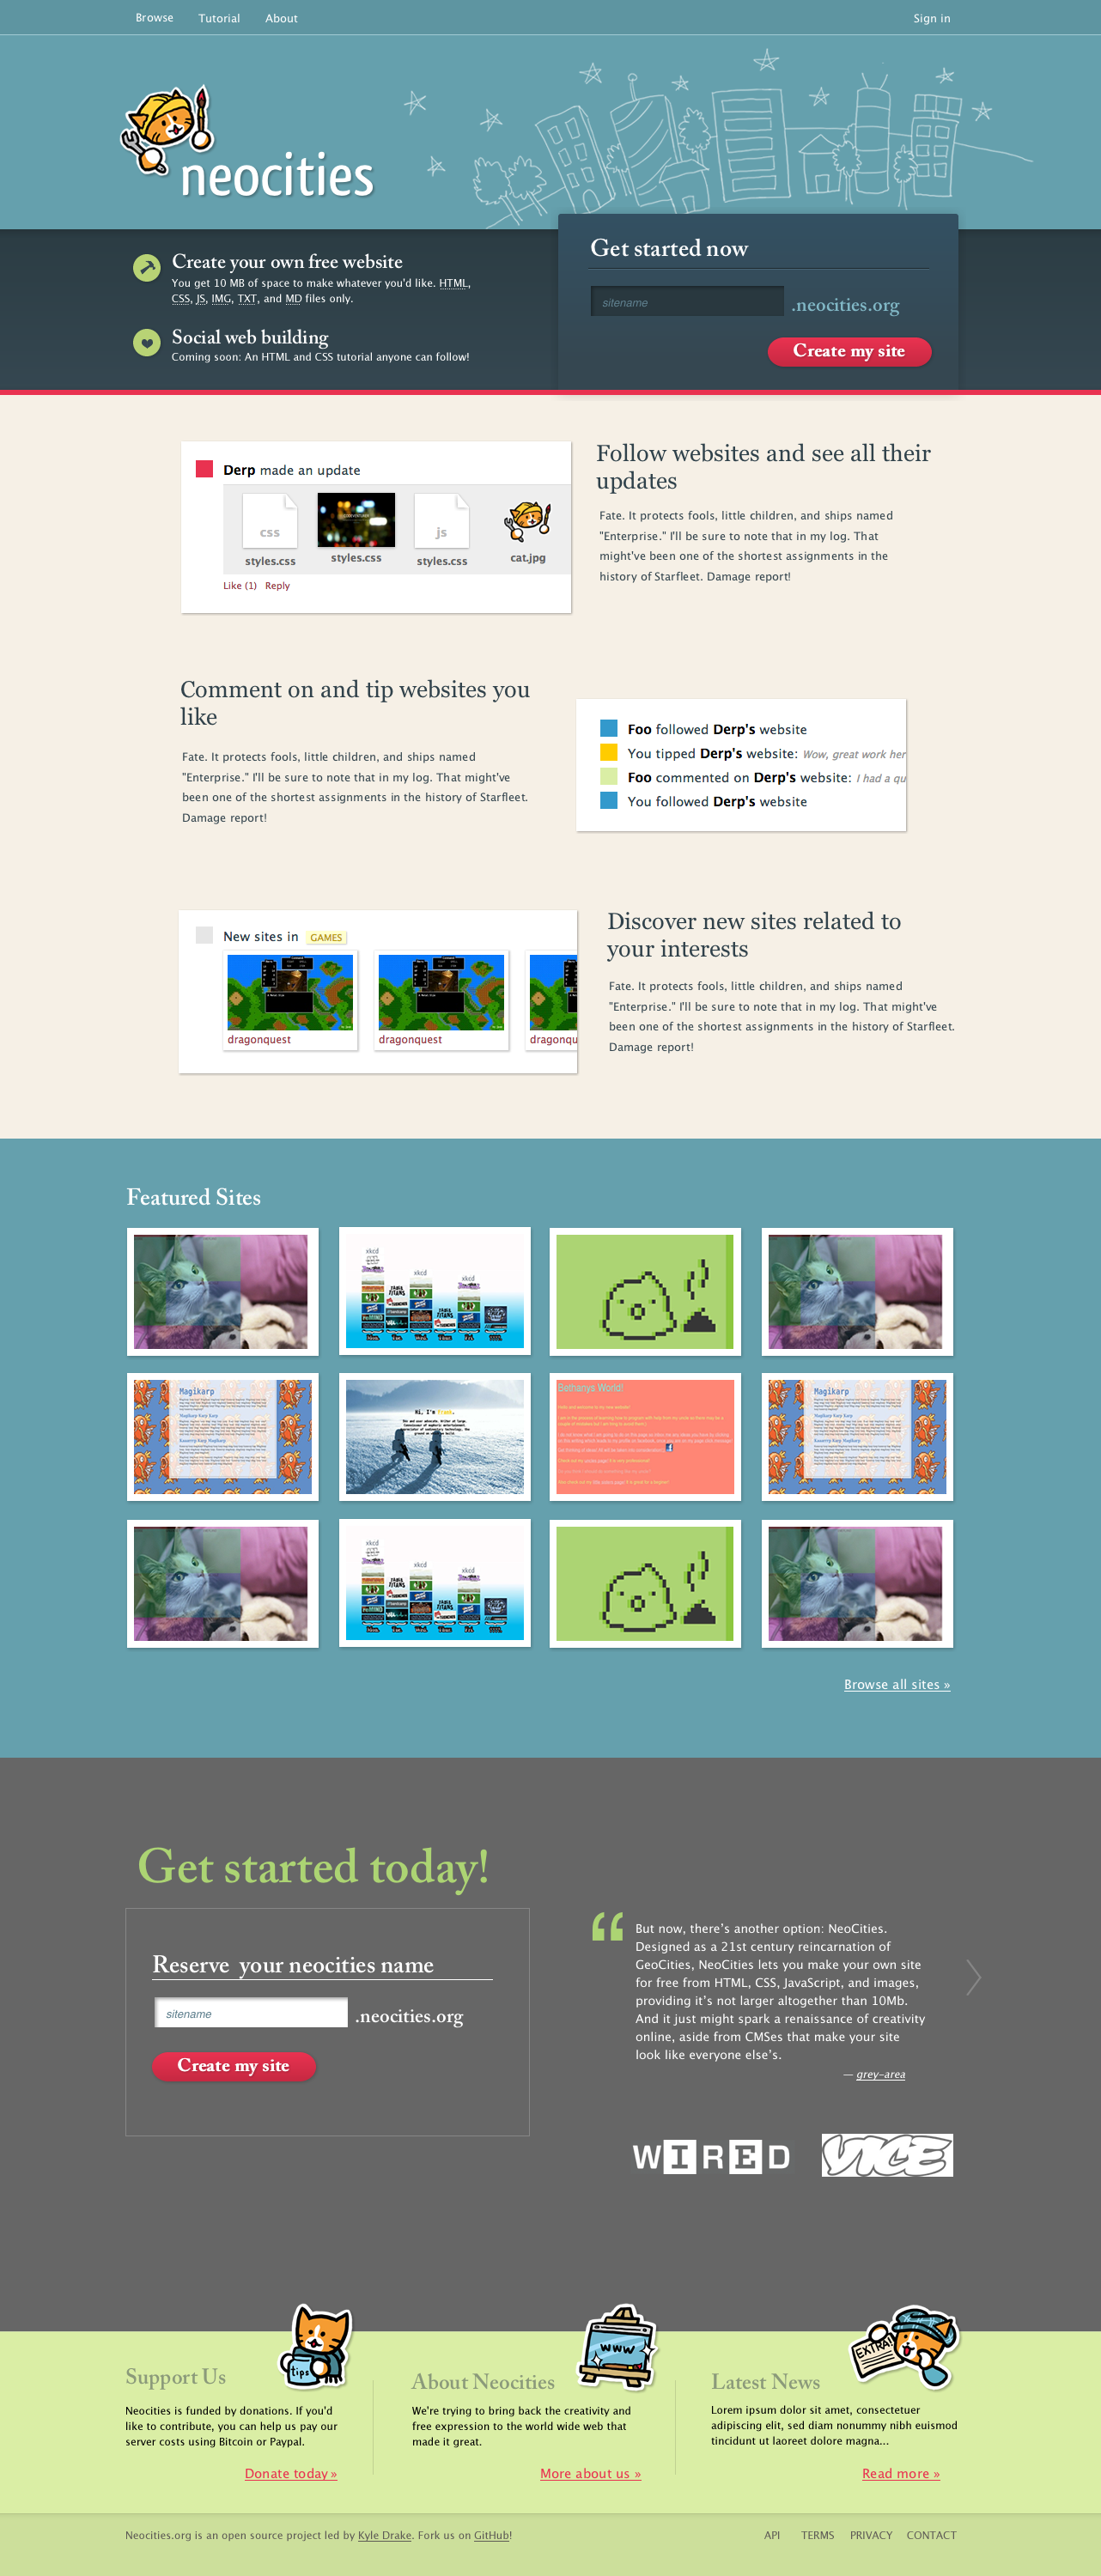 Browse Tutorial About Sign in
neocities
Create your own free website
You get 10 MB of space to make whatever you'd like. HTML,
CSS, JS, IMG, TXT, and MD files only.
Social web building
Coming soon: An HTML and CSS tutorial anyone can follow!
Get started now
sitename .neocities.org
Create my site
Derp made an update
css js
styles.css styles.css styles.css cat.jpg
Like (1) Reply
Follow websites and see all their
updates
Fate. It protects fools, little children, and ships named
"Enterprise." I'll be sure to note that in my log. That
might've been one of the shortest assignments in the
history of Starfleet. Damage report!
Comment on and tip websites you
like
Fate. It protects fools, little children, and ships named
"Enterprise." I'll be sure to note that in my log. That might've
been one of the shortest assignments in the history of Starfleet.
Damage report!
Foo followed Derp's website
You tipped Derp's website: Wow, great work her
Foo commented on Derp's website: I had a qu
You followed Derp's website
New sites in GAMES
dragonquest dragonquest dragonqu
Discover new sites related to
your interests
Fate. It protects fools, little children, and ships named
"Enterprise." I'll be sure to note that in my log. That might've
been one of the shortest assignments in the history of Starfleet.
Damage report!
Featured Sites
xkcd
xkcd
xkcd
Magikarp
Hi, I'm
Bethanys World!
Magikarp
xkcd
xkcd
xkcd
Browse all sites »
Get started today!
Reserve your neocities name
sitename .neocities.org
Create my site
“ But now, there’s another option: NeoCities.
Designed as a 21st century reincarnation of
GeoCities, NeoCities lets you make your own site
for free from HTML, CSS, JavaScript, and images,
providing it’s not larger altogether than 10Mb.
And it just might spark a renaissance of creativity
online, aside from CMSes that make your site
look like everyone else’s.
— grey-area
WIRED VICE
tips
www
EXTRA!
Support Us
Neocities is funded by donations. If you'd
like to contribute, you can help us pay our
server costs using Bitcoin or Paypal.
Donate today »
About Neocities
We're trying to bring back the creativity and
free expression to the world wide web that
made it great.
More about us »
Latest News
Lorem ipsum dolor sit amet, consectetuer
adipiscing elit, sed diam nonummy nibh euismod
tincidunt ut laoreet dolore magna...
Read more »
Neocities.org is an open source project led by Kyle Drake. Fork us on GitHub!
API TERMS PRIVACY CONTACT